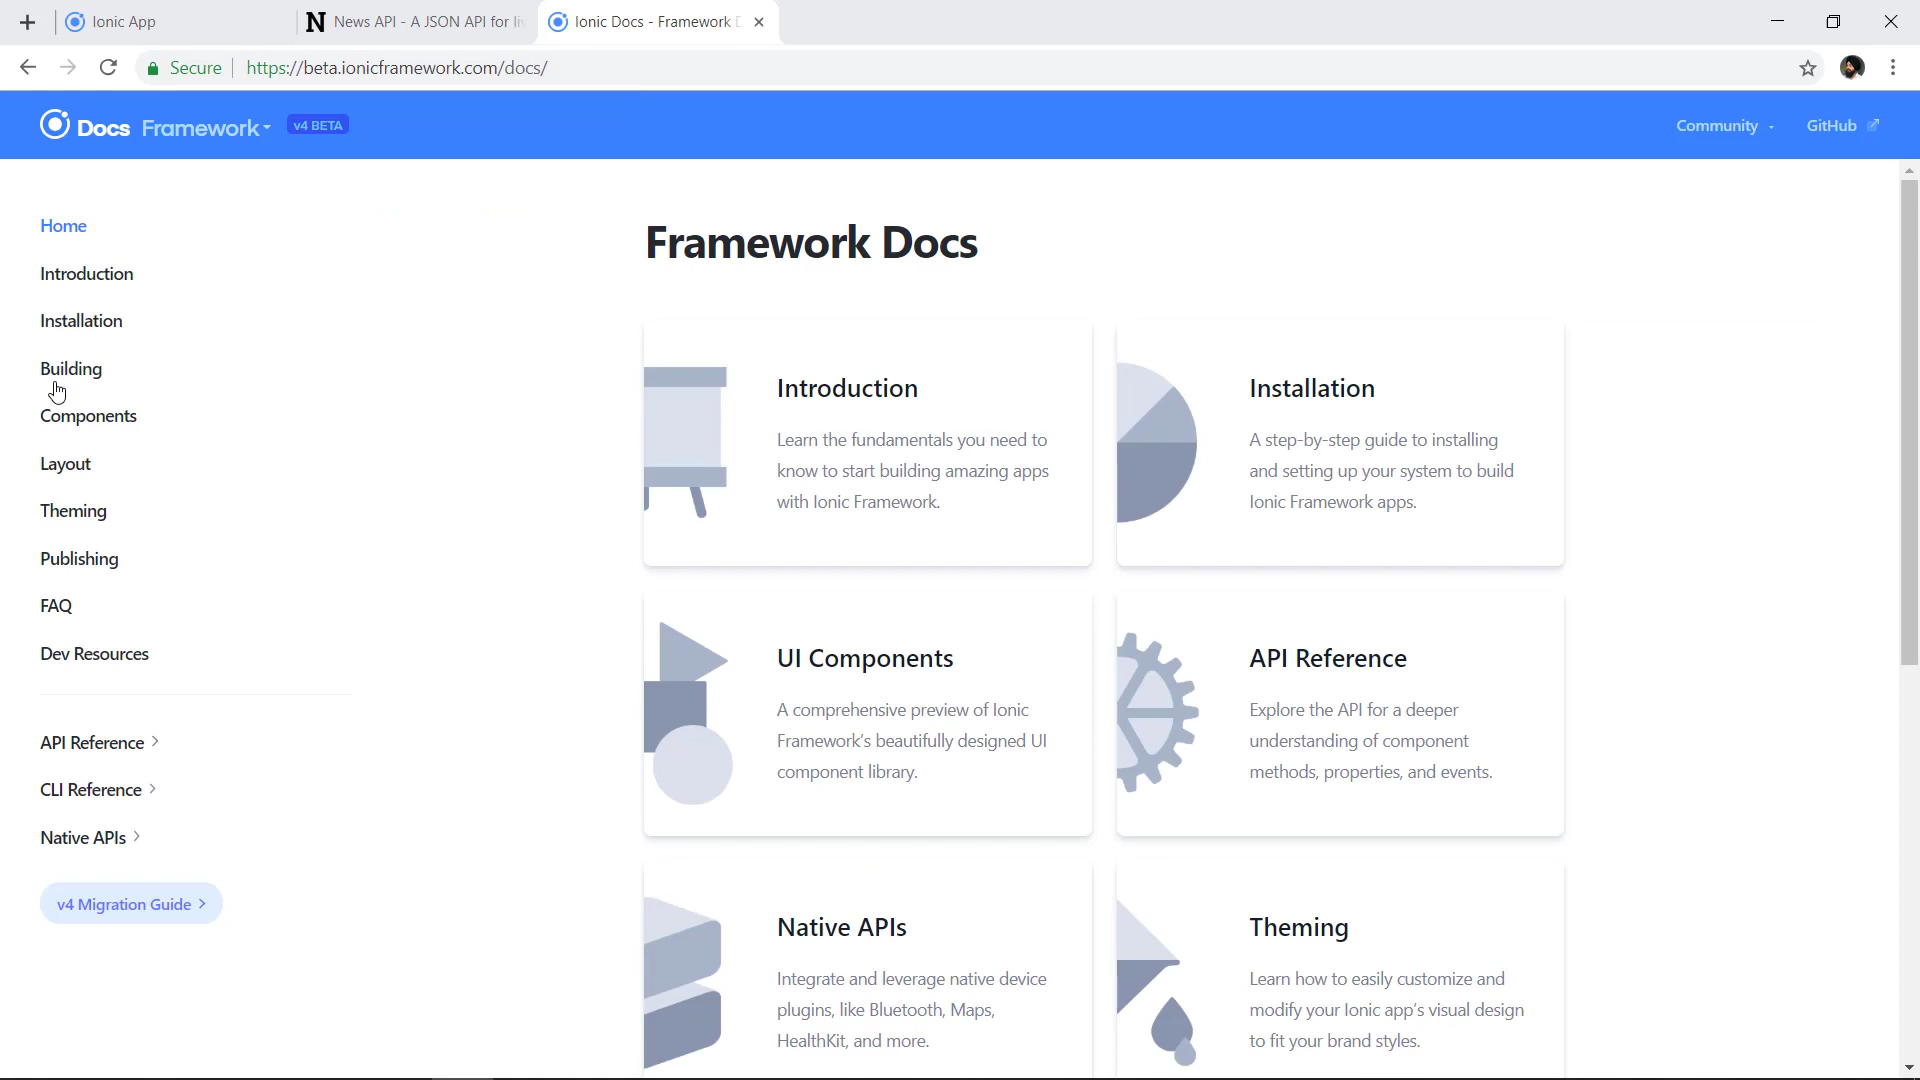 Ionic App
News API - A JSON API for li
Ionic Docs - Framework D
Secure
https://beta.ionicframework.com/docs/
Docs Framework v4 BETA
Community
GitHub
Home
Introduction
Installation
Building
Components
Layout
Theming
Publishing
FAQ
Dev Resources
API Reference
CLI Reference
Native APIs
v4 Migration Guide
Framework Docs
Introduction
Learn the fundamentals you need to
know to start building amazing apps
with Ionic Framework.
Installation
A step-by-step guide to installing
and setting up your system to build
Ionic Framework apps.
UI Components
A comprehensive preview of Ionic
Framework's beautifully designed UI
component library.
API Reference
Explore the API for a deeper
understanding of component
methods, properties, and events.
Native APIs
Integrate and leverage native device
plugins, like Bluetooth, Maps,
HealthKit, and more.
Theming
Learn how to easily customize and
modify your Ionic app's visual design
to fit your brand styles.